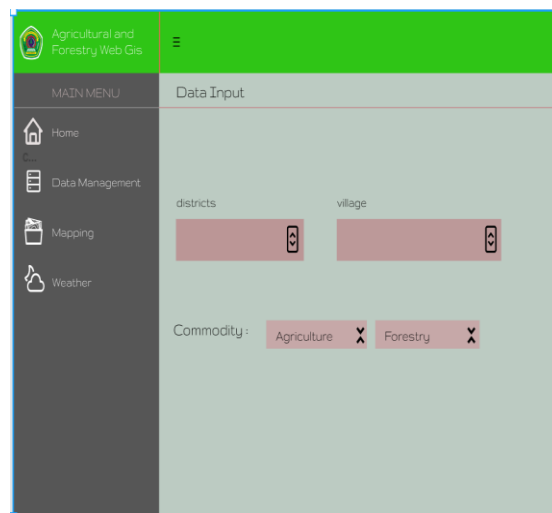 Agricultural and
Forestry Web Gis
MAIN MENU
Data Input
Home
C...
Data Management
districts
village
Mapping
Weather
Commodity :
Agriculture
Forestry